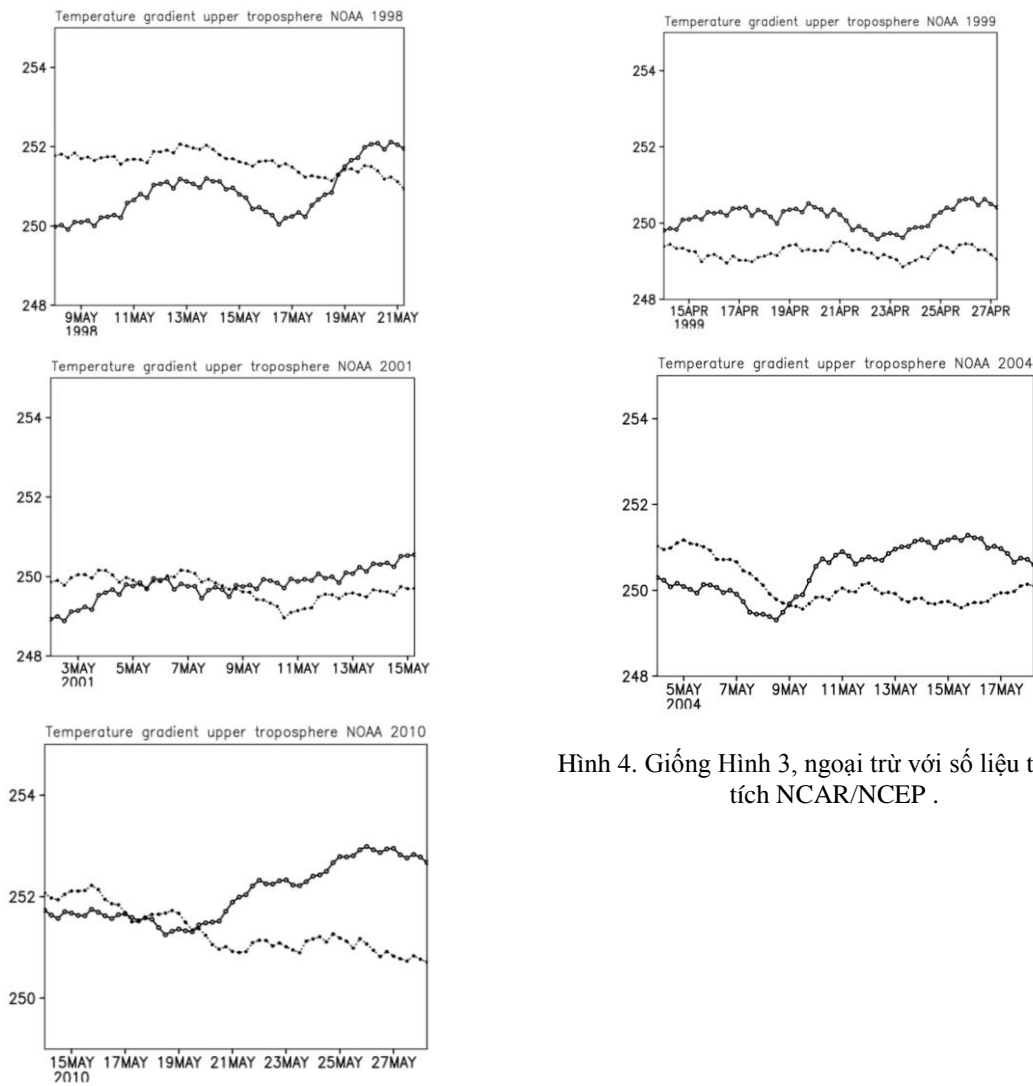 Temperature gradient upper troposphere NOAA 1998
254
252
250
248
9MAY 11MAY 13MAY 15MAY 17MAY 19MAY 21MAY
1998
Temperature gradient upper troposphere NOAA 1999
254
252
250
248
15APR 17APR 19APR 21APR 23APR 25APR 27APR
1999
Temperature gradient upper troposphere NOAA 2001
254
252
250
248
3MAY 5MAY 7MAY 9MAY 11MAY 13MAY 15MAY
2001
Temperature gradient upper troposphere NOAA 2004
254
252
250
248
5MAY 7MAY 9MAY 11MAY 13MAY 15MAY 17MAY
2004
Temperature gradient upper troposphere NOAA 2010
254
252
250
15MAY 17MAY 19MAY 21MAY 23MAY 25MAY 27MAY
2010
Hình 4. Giống Hình 3, ngoại trừ với số liệu t
tích NCAR/NCEP .